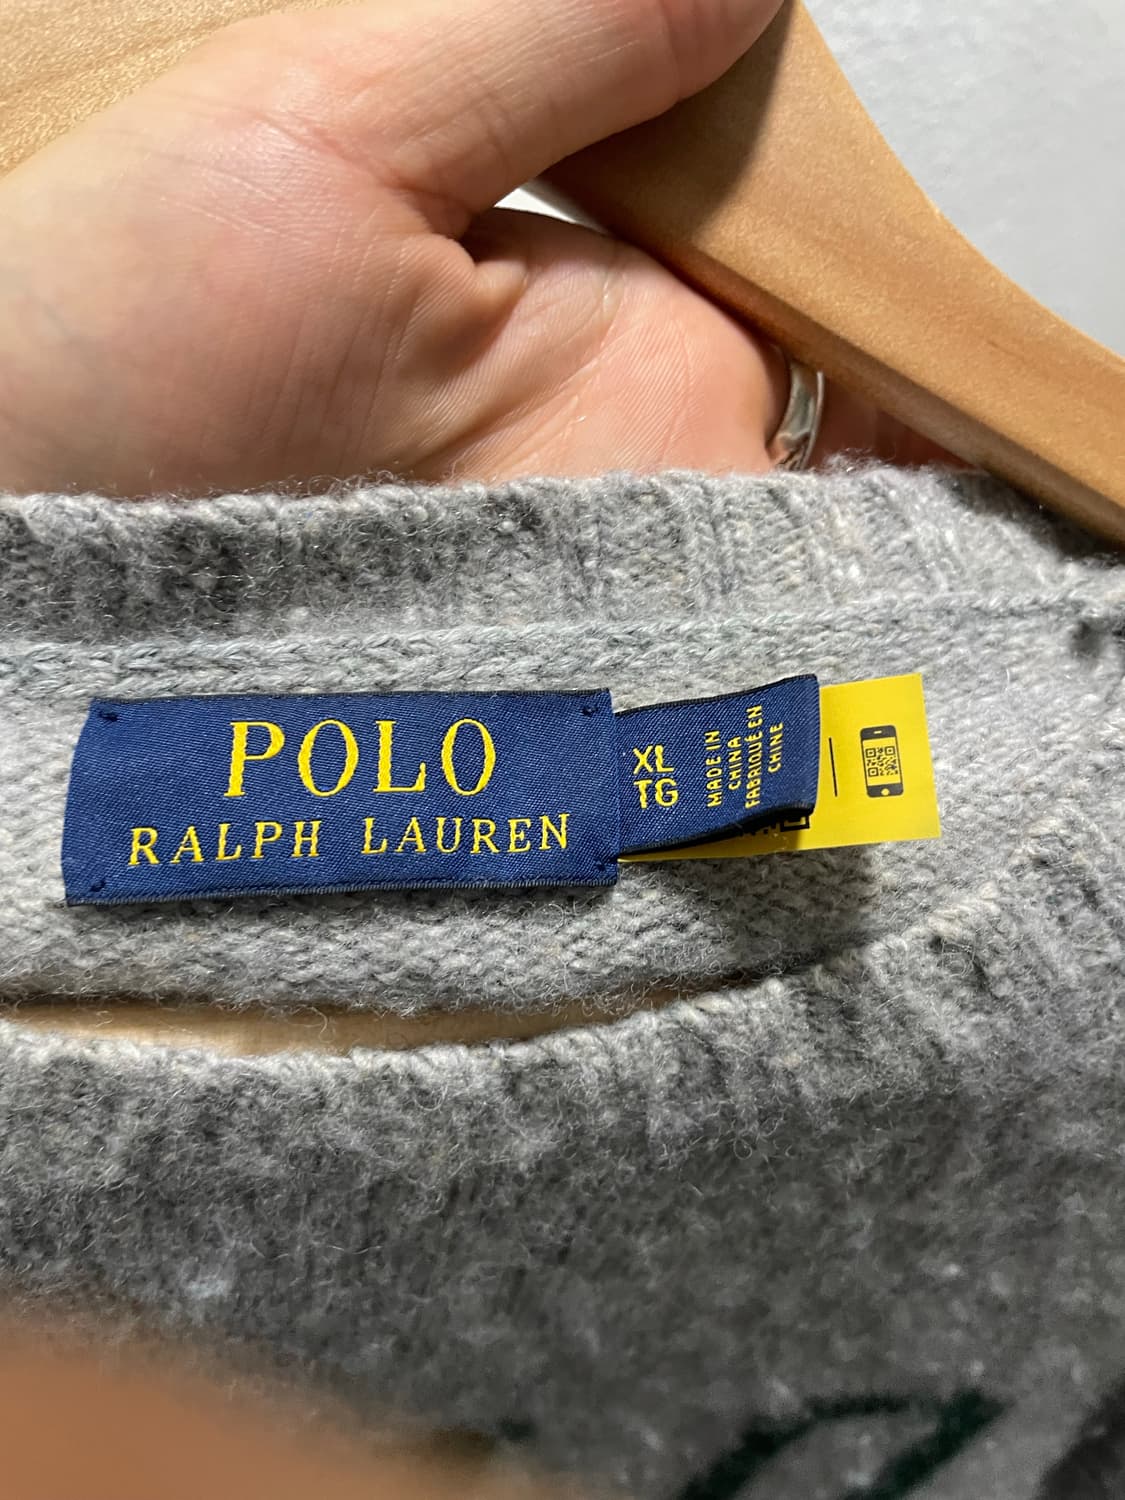 POLO
RALPH LAUREN
XL
TG
MADE IN
CHINA
FABRIQUÉ EN
CHINE